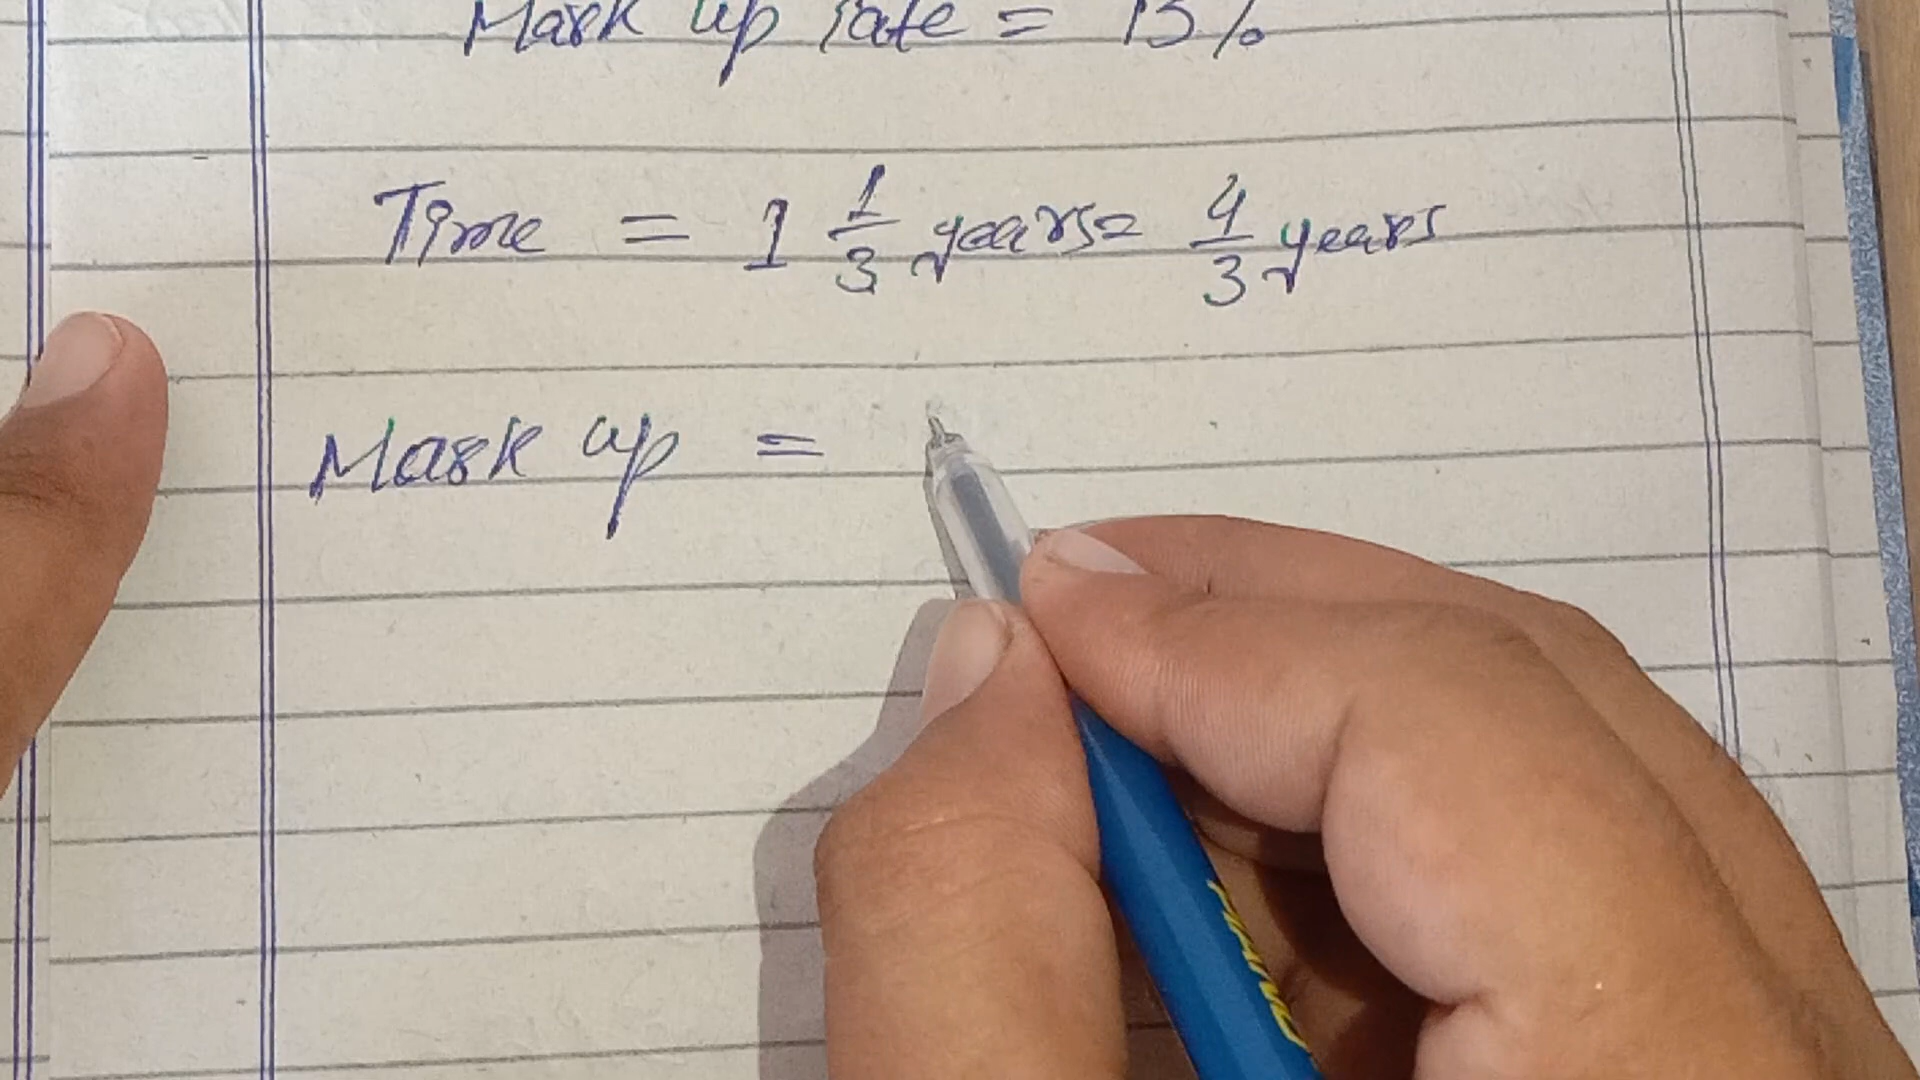 Mark up rate = 13%
Time = 1 1/3 years = 4/3 years
Mark up =